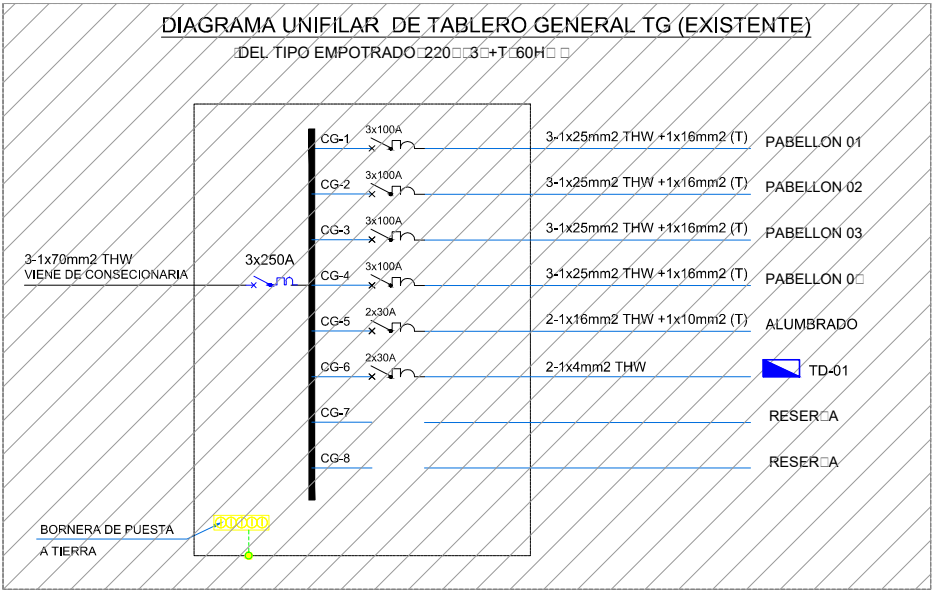 DIAGRAMA UNIFILAR DE TABLERO GENERAL TG (EXISTENTE)
□DEL TIPO EMPOTRADO□220□□3□+T□60H□ □
CG-1 3x100A 3-1x25mm2 THW +1x16mm2 (T) PABELLON 01
CG-2 3x100A 3-1x25mm2 THW +1x16mm2 (T) PABELLON 02
CG-3 3x100A 3-1x25mm2 THW +1x16mm2 (T) PABELLON 03
3-1x70mm2 THW
VIENE DE CONSECIONARIA
3x250A
CG-4 3x100A 3-1x25mm2 THW +1x16mm2 (T) PABELLON 0□
CG-5 2x30A 2-1x16mm2 THW +1x10mm2 (T) ALUMBRADO
CG-6 2x30A 2-1x4mm2 THW TD-01
CG-7 RESER□A
CG-8 RESER□A
BORNERA DE PUESTA
A TIERRA